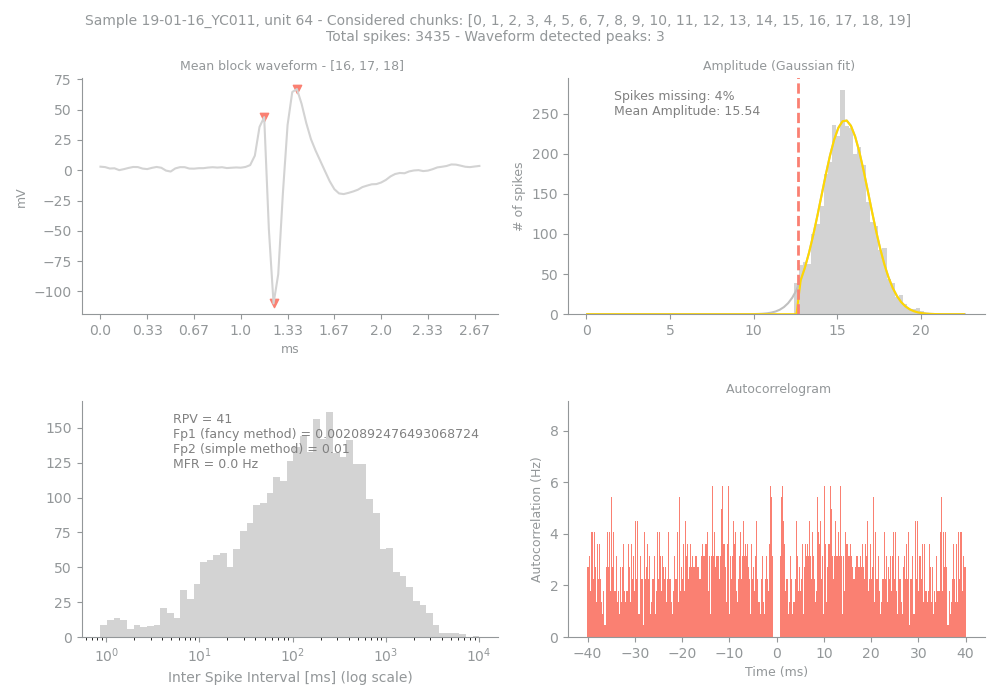 Sample 19-01-16_YC011, unit 64 - Considered chunks: [0, 1, 2, 3, 4, 5, 6, 7, 8, 9, 10, 11, 12, 13, 14, 15, 16, 17, 18, 19]
Total spikes: 3435 - Waveform detected peaks: 3
Mean block waveform - [16, 17, 18]
75
50
25
0
−25
−50
−75
−100
mV
0.0 0.33 0.67 1.0 1.33 1.67 2.0 2.33 2.67
ms
Amplitude (Gaussian fit)
Spikes missing: 4%
Mean Amplitude: 15.54
250
200
150
100
50
0
# of spikes
0 5 10 15 20
RPV = 41
Fp1 (fancy method) = 0.0020892476493068724
Fp2 (simple method) = 0.01
MFR = 0.0 Hz
150
125
100
75
50
25
0
10⁰ 10¹ 10² 10³ 10⁴
Inter Spike Interval [ms] (log scale)
Autocorrelogram
8
6
4
2
0
Autocorrelation (Hz)
−40 −30 −20 −10 0 10 20 30 40
Time (ms)